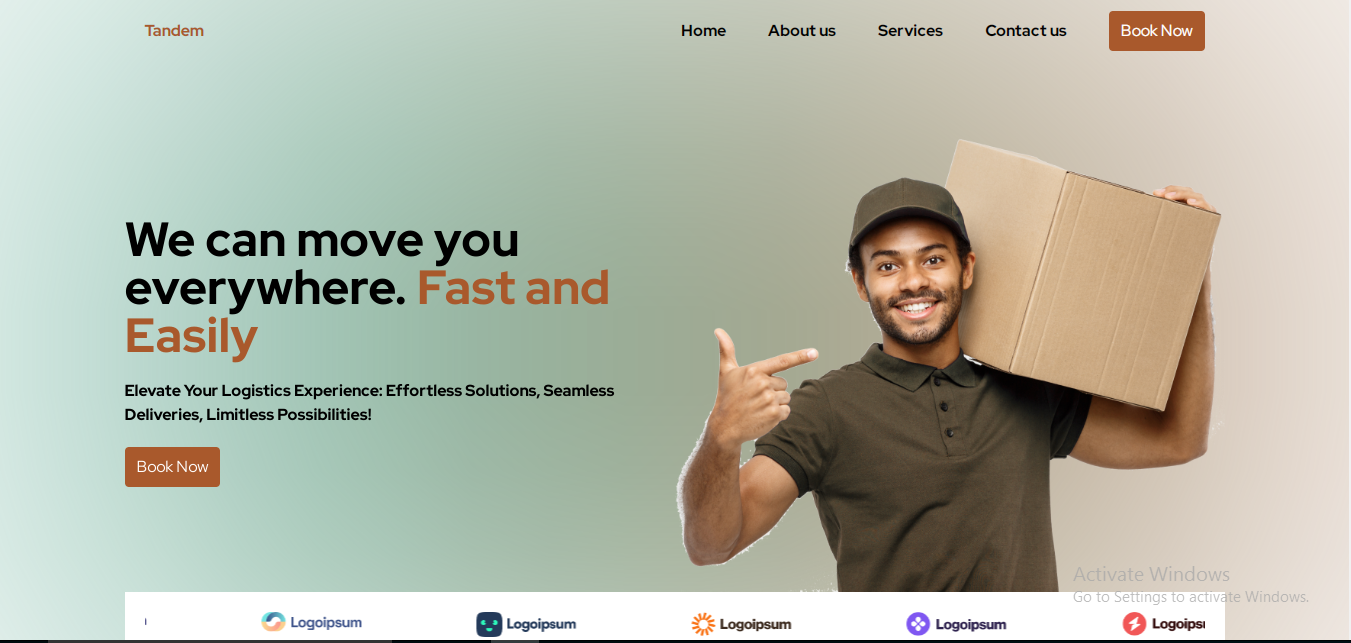 Tandem
Home About us Services Contact us Book Now
We can move you
everywhere. Fast and
Easily
Elevate Your Logistics Experience: Effortless Solutions, Seamless
Deliveries, Limitless Possibilities!
Book Now
Activate Windows
Go to Settings to activate Windows.
Logoipsum Logoipsum Logoipsum Logoipsum